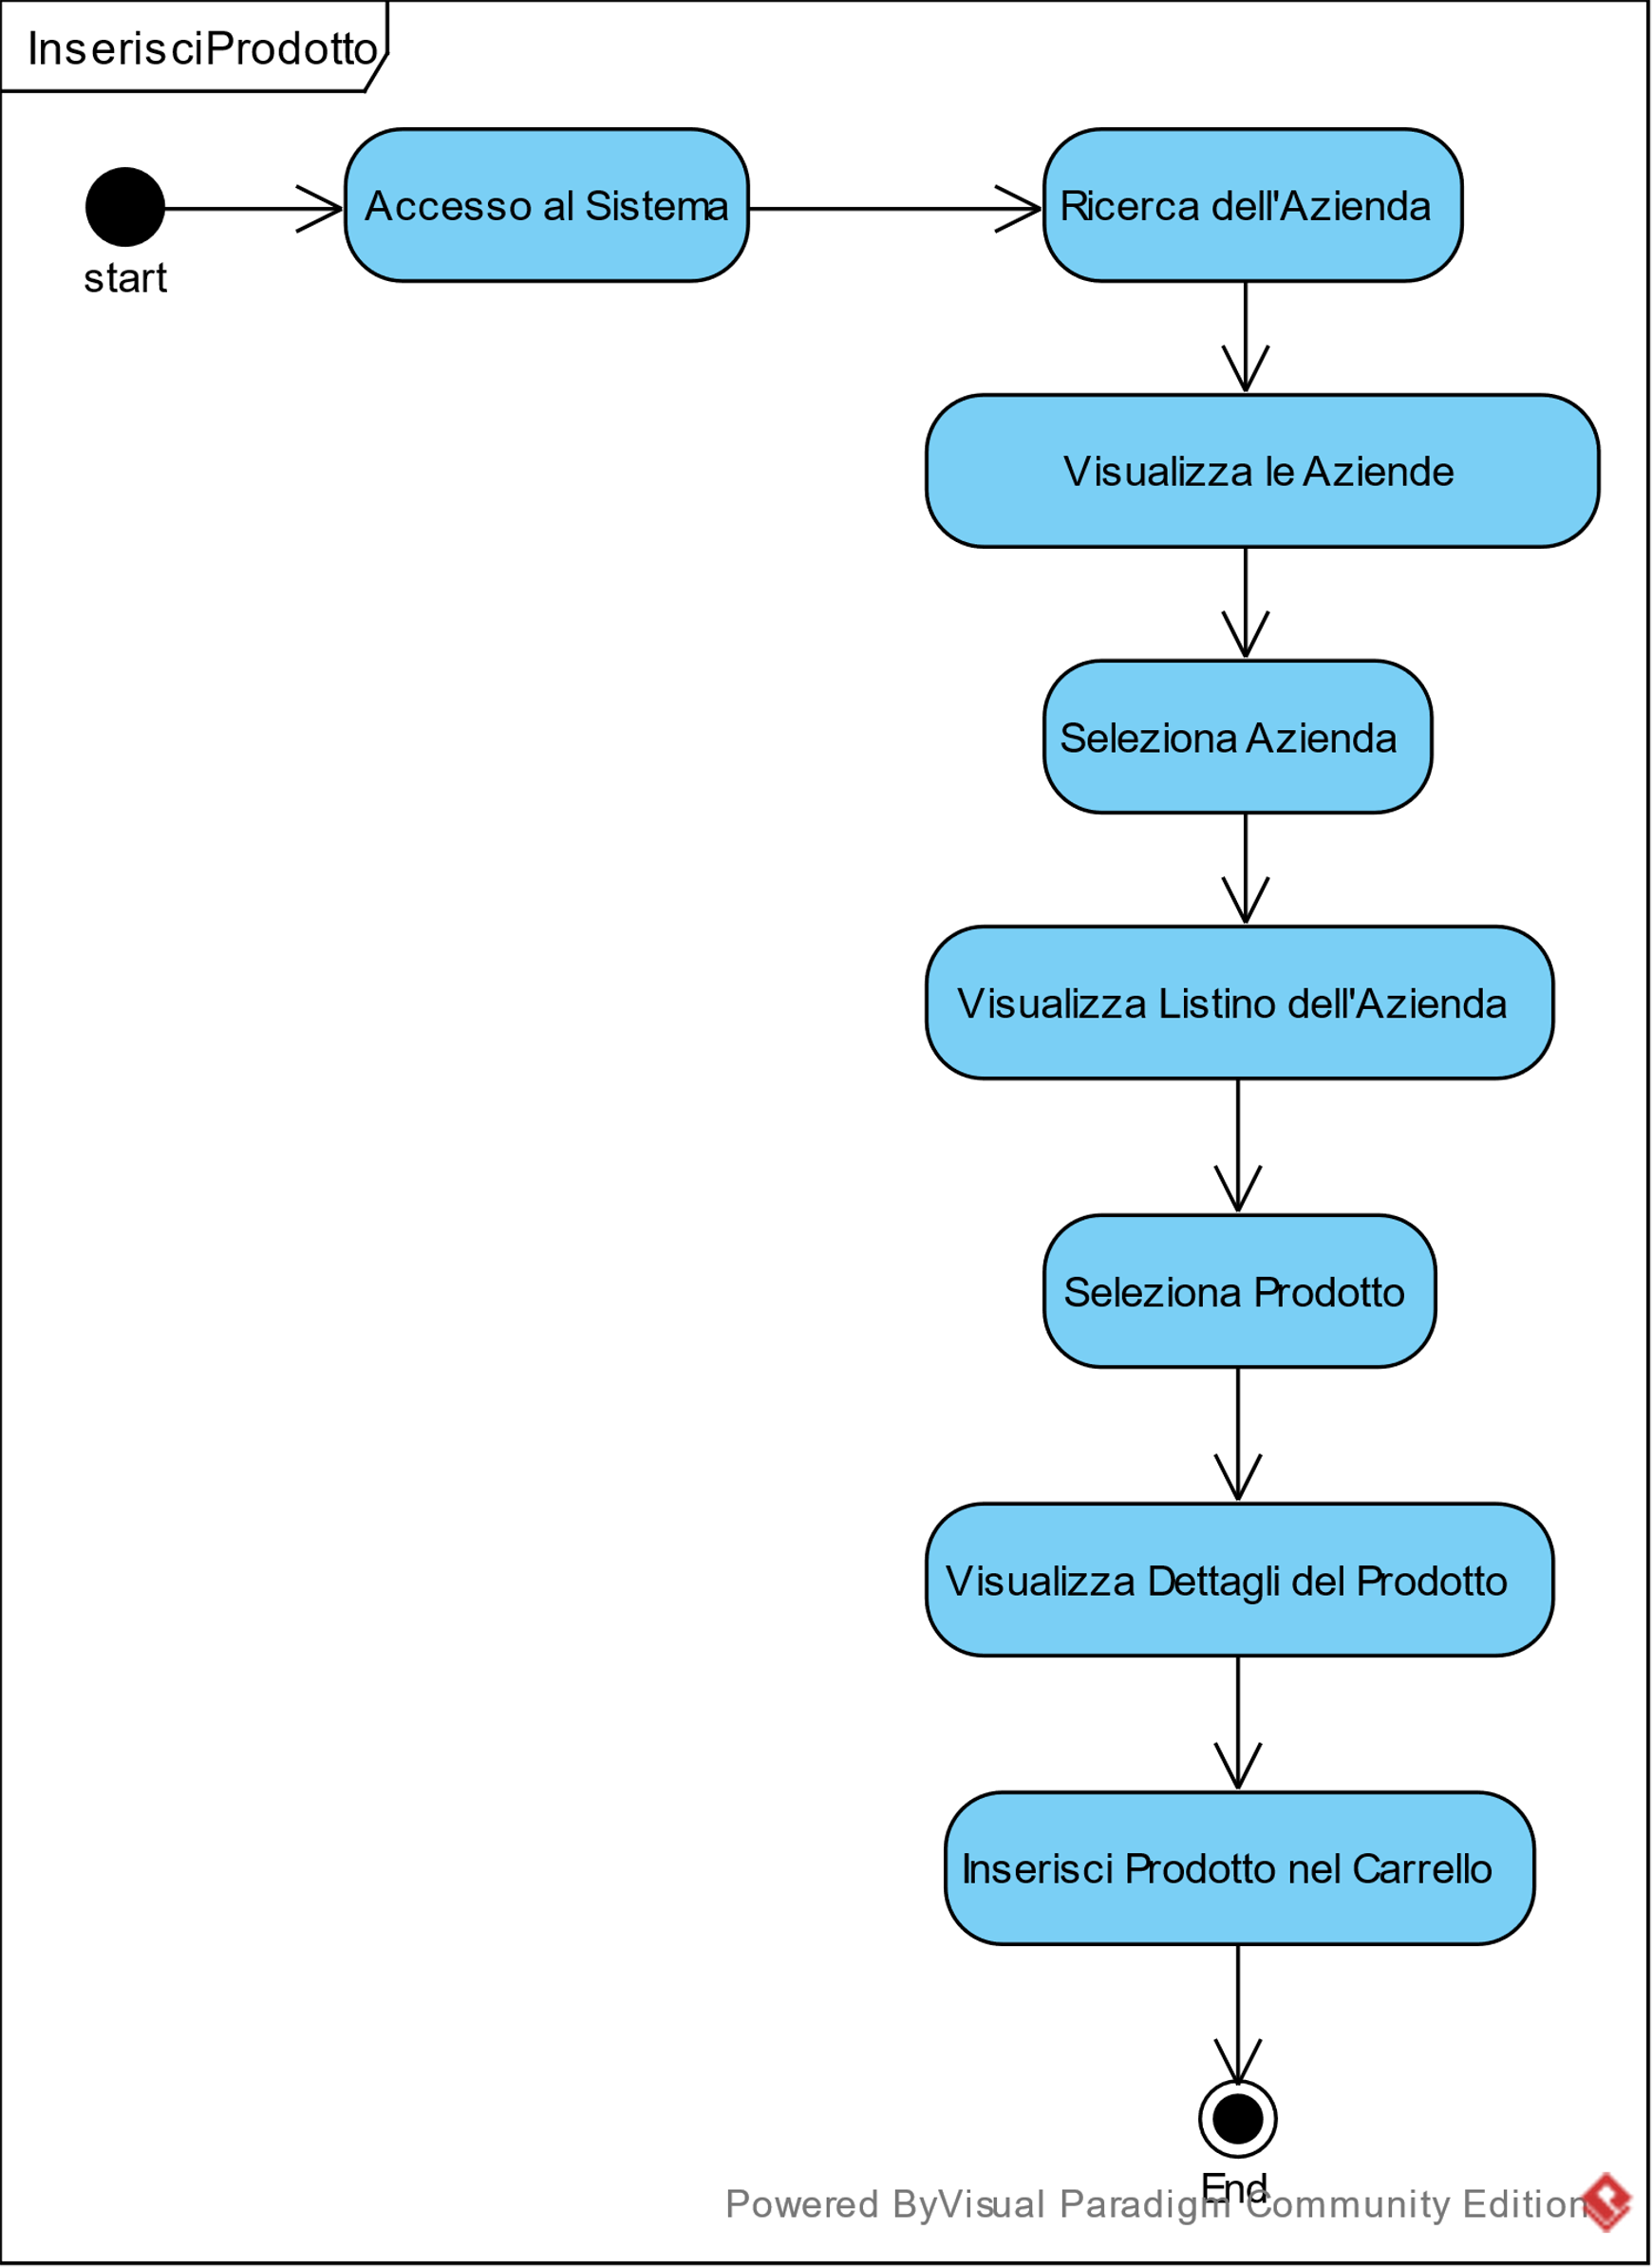 InserisciProdotto
start
Accesso al Sistema
Ricerca dell'Azienda
Visualizza le Aziende
Seleziona Azienda
Visualizza Listino dell'Azienda
Seleziona Prodotto
Visualizza Dettagli del Prodotto
Inserisci Prodotto nel Carrello
End
Powered ByVisual Paradigm Community Edition